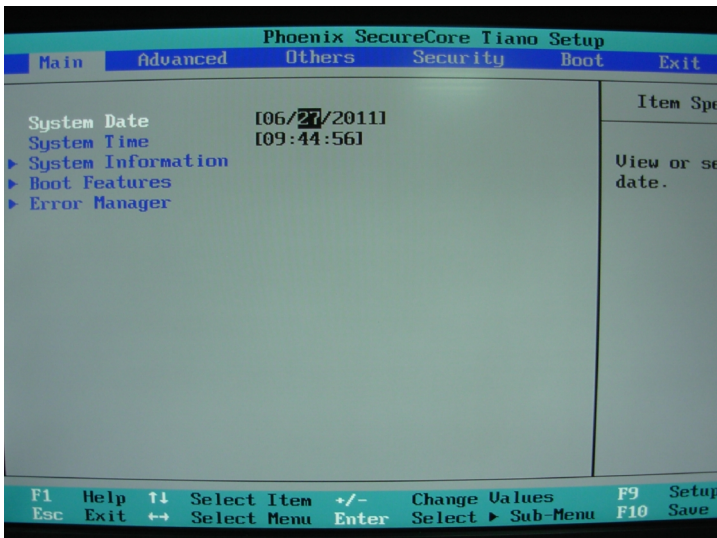 Phoenix SecureCore Tiano Setup
Main Advanced Others Security Boot Exit
Item Spe
System Date [06/27/2011]
System Time [09:44:56]
▶ System Information
▶ Boot Features
▶ Error Manager
View or se
date.
F1 Help ↑↓ Select Item +/- Change Values F9 Setup
Esc Exit ←→ Select Menu Enter Select ▶ Sub-Menu F10 Save